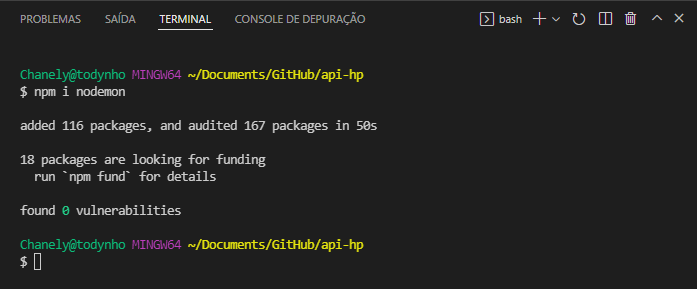 PROBLEMAS SAÍDA TERMINAL CONSOLE DE DEPURAÇÃO bash
Chanely@todynho MINGW64 ~/Documents/GitHub/api-hp
$ npm i nodemon
added 116 packages, and audited 167 packages in 50s
18 packages are looking for funding
  run `npm fund` for details
found 0 vulnerabilities
Chanely@todynho MINGW64 ~/Documents/GitHub/api-hp
$